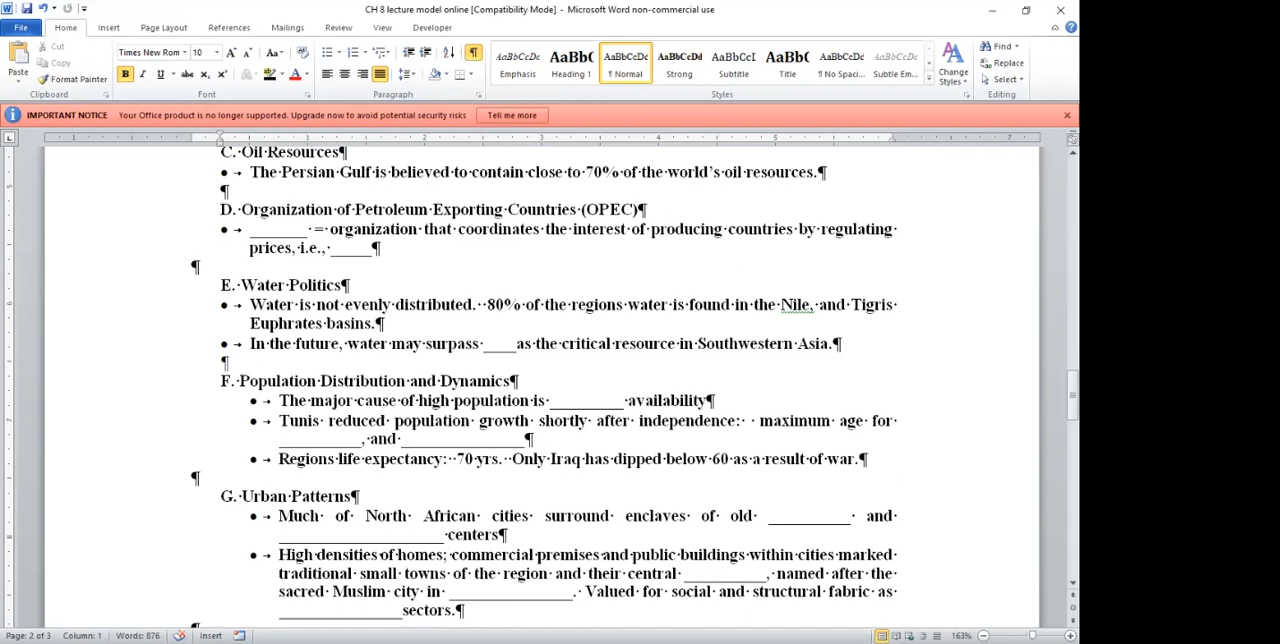 CH 8 lecture model online [Compatibility Mode] - Microsoft Word non-commercial use
File Home Insert Page Layout References Mailings Review View Developer
Paste Cut Copy Format Painter
Times New Rom 10
AaBbCcDc AaBbC AaBbCcDc AaBbCcDd AaBbCcI AaBbC AaBbCcDc AaBbCcDc
Emphasis Heading 1 ¶ Normal Strong Subtitle Title ¶ No Spaci... Subtle Em...
Change Styles
Find Replace Select
Clipboard Font Paragraph Styles Editing
IMPORTANT NOTICE Your Office product is no longer supported. Upgrade now to avoid potential security risks Tell me more
C. Oil Resources¶
• The Persian Gulf is believed to contain close to 70% of the world's oil resources.¶
¶
D. Organization of Petroleum Exporting Countries (OPEC)¶
• _______ = organization that coordinates the interest of producing countries by regulating
prices, i.e., _____¶
¶
E. Water Politics¶
• Water is not evenly distributed. 80% of the regions water is found in the Nile, and Tigris
Euphrates basins.¶
• In the future, water may surpass ____as the critical resource in Southwestern Asia.¶
¶
F. Population Distribution and Dynamics¶
• The major cause of high population is _________ availability¶
• Tunis reduced population growth shortly after independence: maximum age for
__________, and _______________¶
• Regions life expectancy: 70 yrs. Only Iraq has dipped below 60 as a result of war.¶
¶
G. Urban Patterns¶
• Much of North African cities surround enclaves of old __________ and
____________________ centers¶
• High densities of homes; commercial premises and public buildings within cities marked
traditional small towns of the region and their central __________, named after the
sacred Muslim city in _______________. Valued for social and structural fabric as
_______________sectors.¶
Page: 2 of 3 Column: 1 Words: 876 Insert 163%